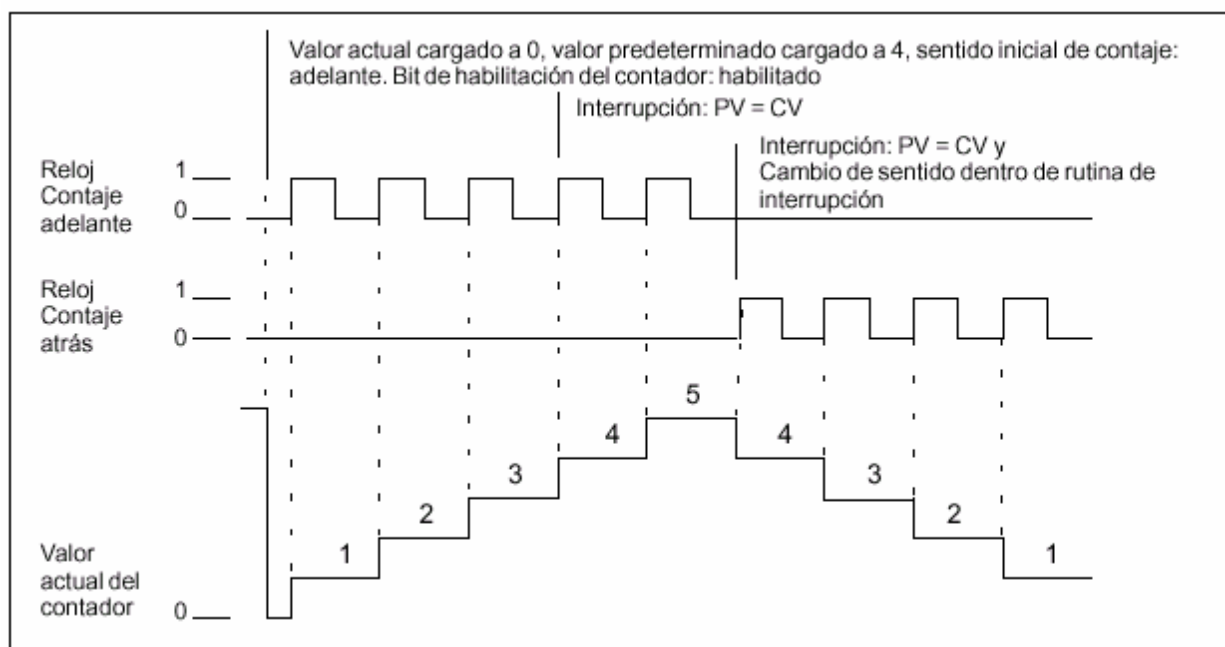 Valor actual cargado a 0, valor predeterminado cargado a 4, sentido inicial de contaje:
adelante. Bit de habilitación del contador: habilitado
Interrupción: PV = CV
Interrupción: PV = CV y
Cambio de sentido dentro de rutina de
interrupción
Reloj
Contaje
adelante
1
0
Reloj
Contaje
atrás
1
0
5
4
4
3
3
2
2
1
1
Valor
actual del
contador
0